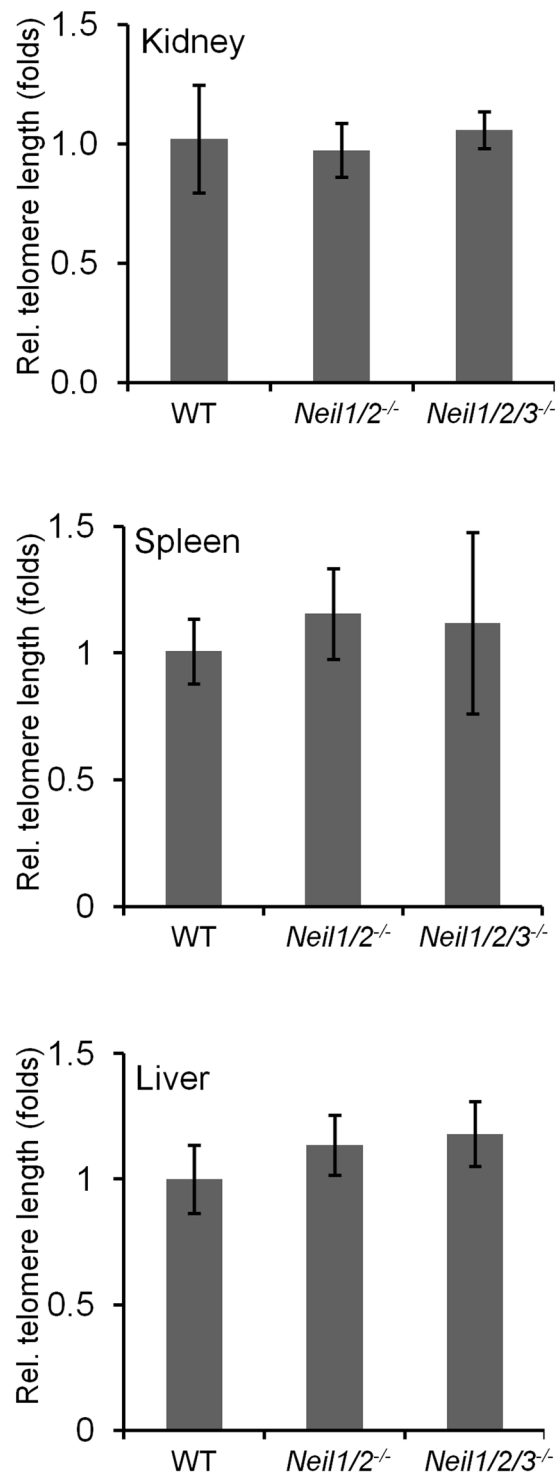 Kidney
Rel. telomere length (folds)
1.5
1.0
0.5
0.0
WT Neil1/2-/- Neil1/2/3-/-
Spleen
Rel. telomere length (folds)
1.5
1
0.5
0
WT Neil1/2-/- Neil1/2/3-/-
Liver
Rel. telomere length (folds)
1.5
1
0.5
0
WT Neil1/2-/- Neil1/2/3-/-